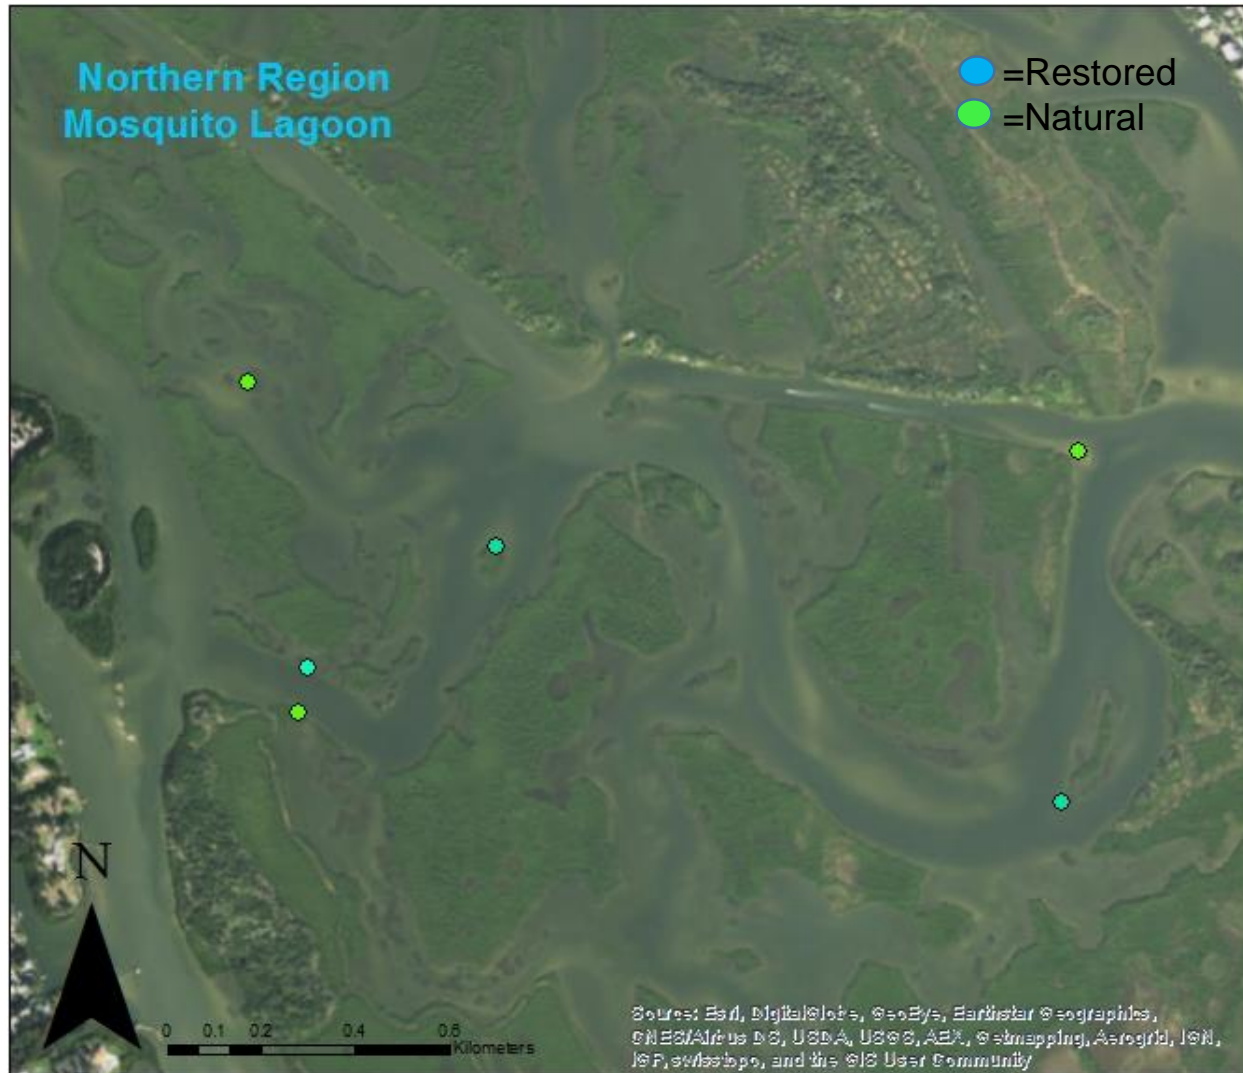 Northern Region
Mosquito Lagoon
=Restored
=Natural
N
0 0.1 0.2 0.4 0.6
Kilometers
Source: Esri, DigitalGlobe, GeoEye, Earthstar Geographics,
CNES/Airbus DS, USDA, USGS, AEX, Getmapping, Aerogrid, IGN,
IGP, swisstopo, and the GIS User Community